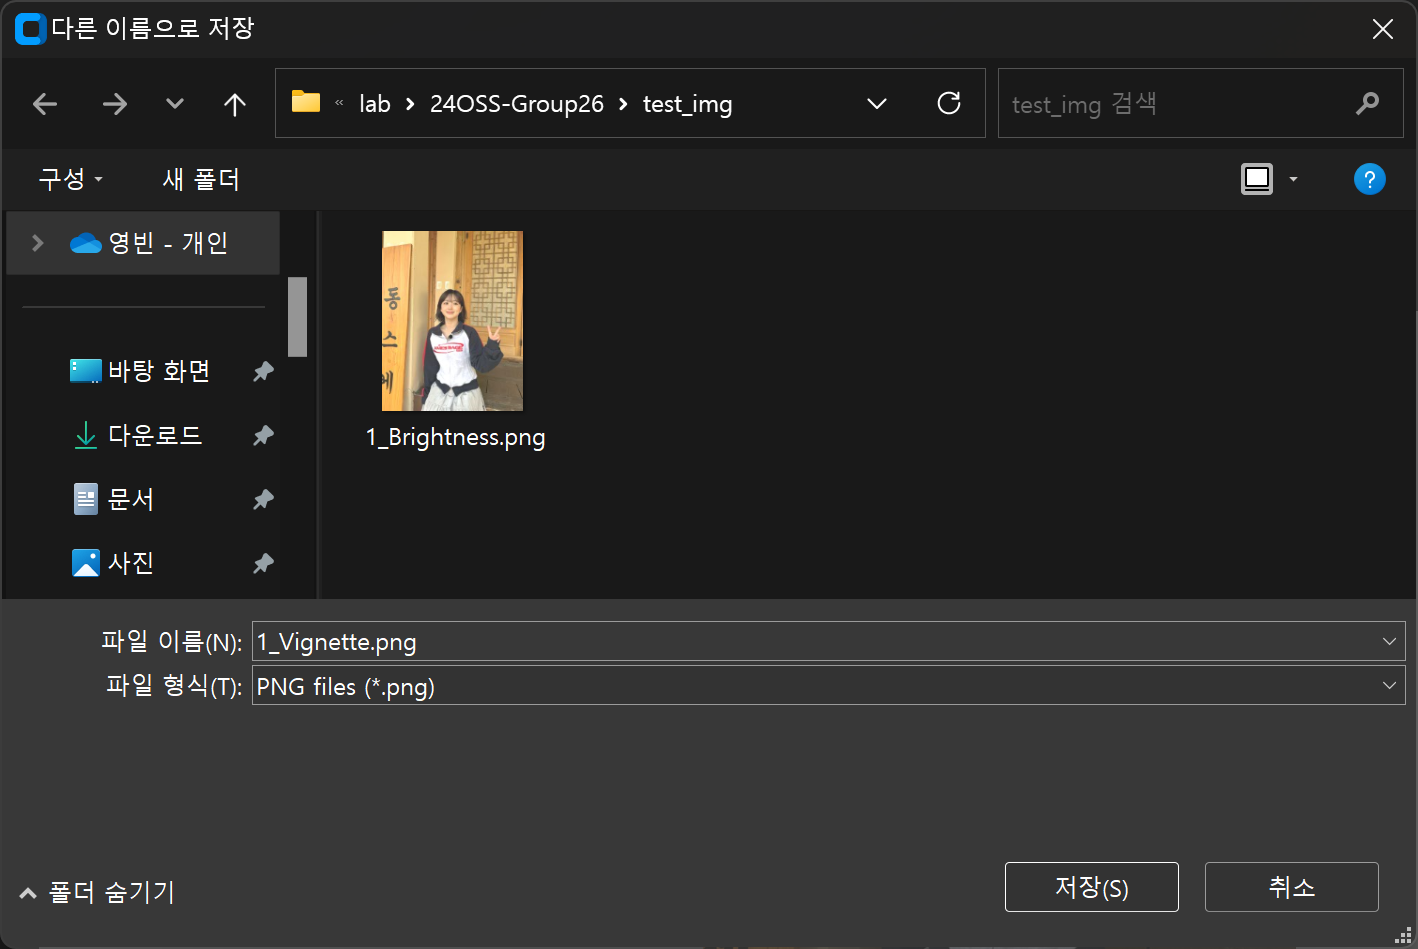 다른 이름으로 저장
« lab > 24OSS-Group26 > test_img
test_img 검색
구성
새 폴더
?
영빈 - 개인
바탕 화면
다운로드
문서
사진
동
스
1_Brightness.png
파일 이름(N): 1_Vignette.png
파일 형식(T): PNG files (*.png)
폴더 숨기기
저장(S)
취소